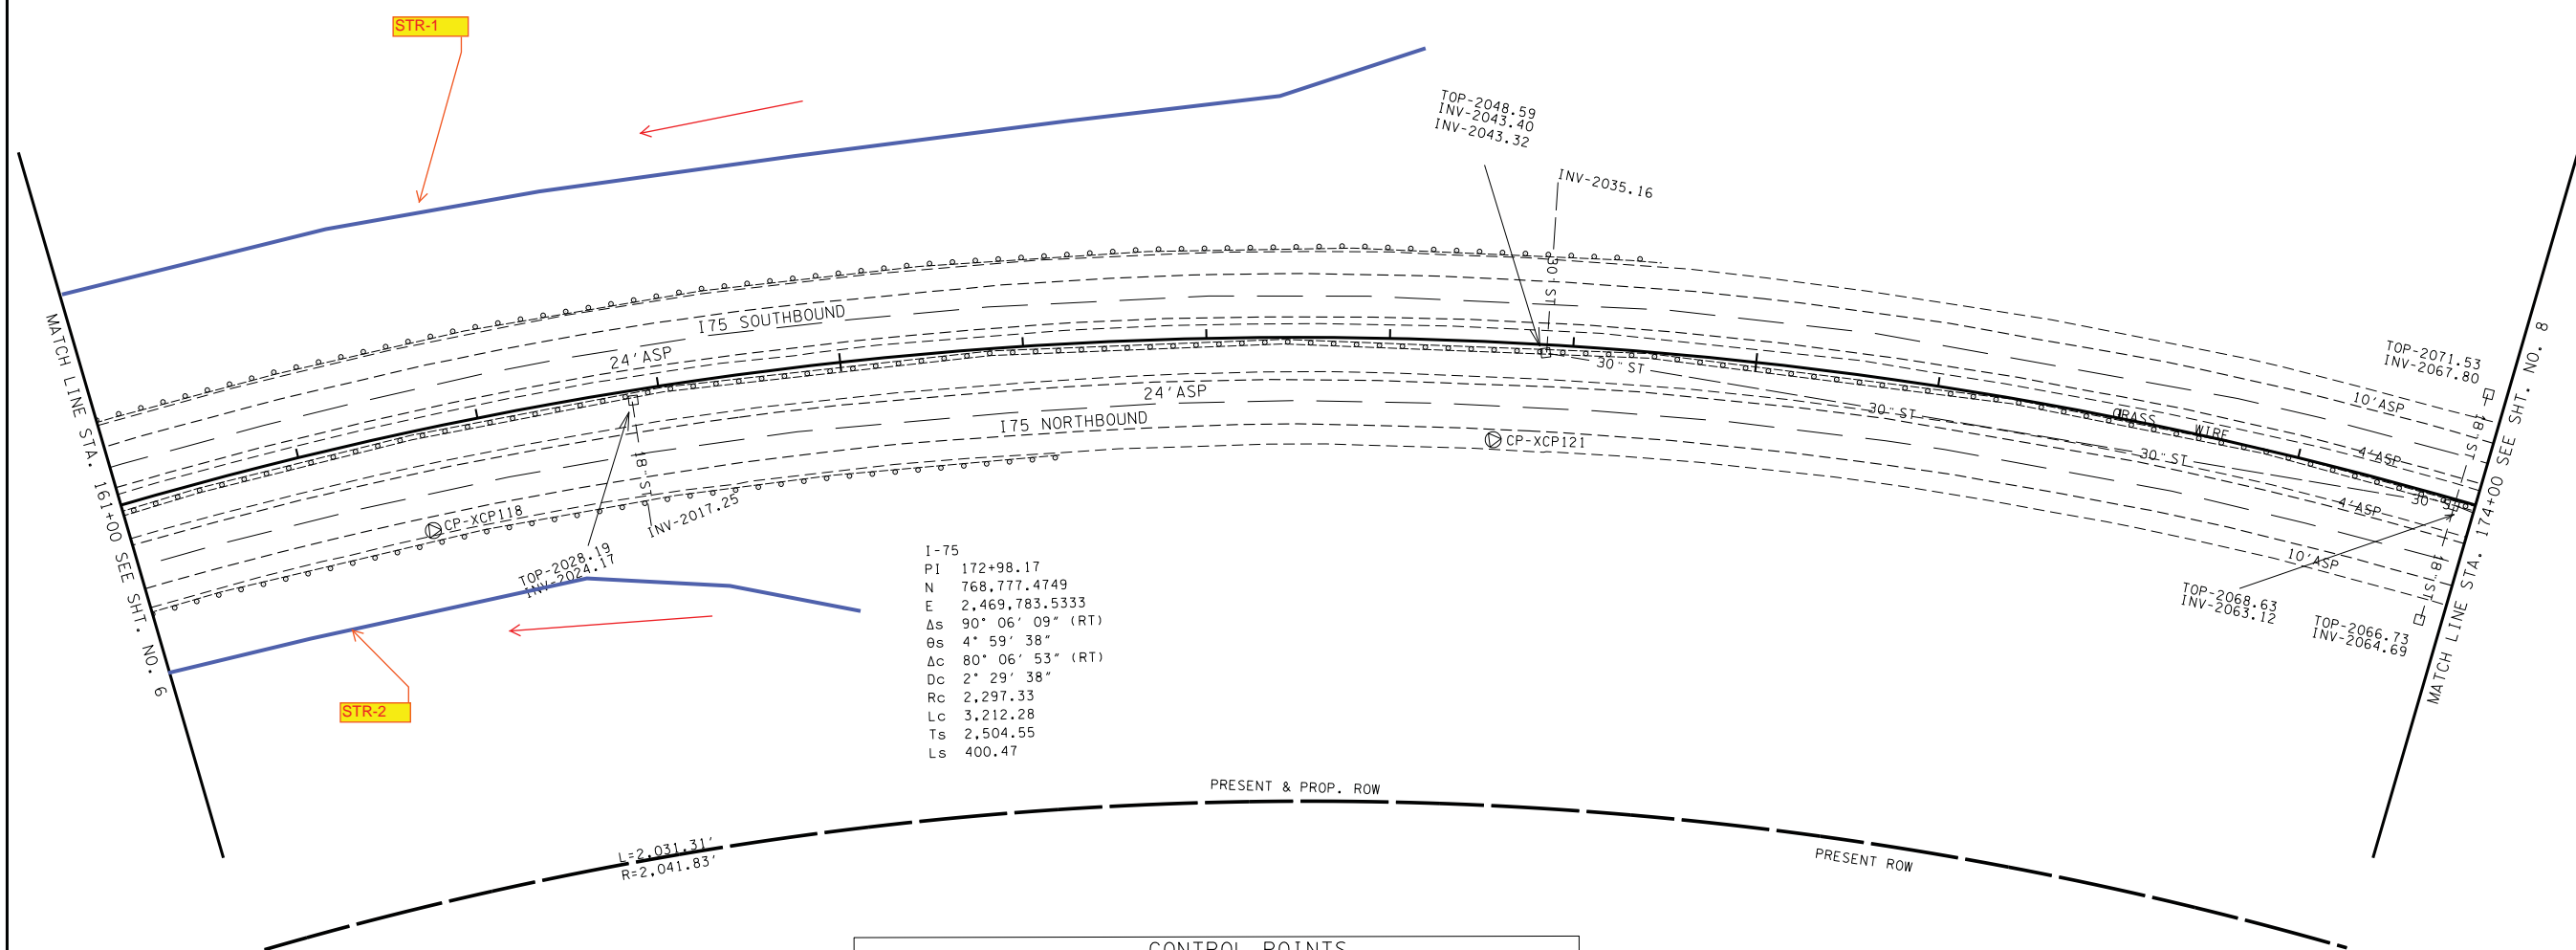 STR-1
TOP-2048.59
INV-2043.40
INV-2043.32
INV-2035.16
30"ST
I75 SOUTHBOUND
24'ASP
MATCH LINE STA. 161+00 SEE SHT. NO. 6
30"ST
24'ASP
I75 NORTHBOUND
CP-XCP121
30"ST
GRASS
WIRE
30"ST
TOP-2071.53
INV-2067.80
10'ASP
18"ST
4'ASP
4'ASP
30"ST
MATCH LINE STA. 174+00 SEE SHT. NO. 8
18"ST
INV-2017.25
CP-XCP118
TOP-2028.19
INV-2024.17
10'ASP
18"ST
TOP-2068.63
INV-2063.12
TOP-2066.73
INV-2064.69
I-75
PI 172+98.17
N 768,777.4749
E 2,469,783.5333
Δs 90° 06' 09" (RT)
θs 4° 59' 38"
Δc 80° 06' 53" (RT)
Dc 2° 29' 38"
Rc 2,297.33
Lc 3,212.28
Ts 2,504.55
Ls 400.47
STR-2
PRESENT & PROP. ROW
L=2,031.31'
R=2,041.83'
PRESENT ROW
CONTROL POINTS